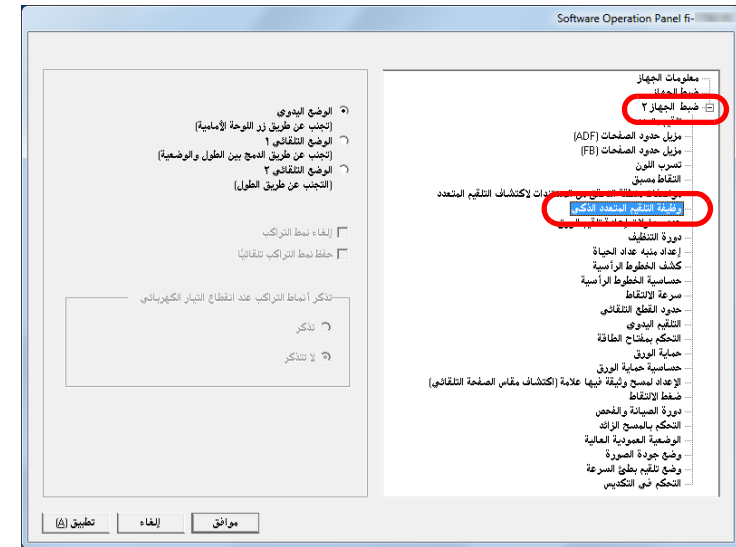 Software Operation Panel fi-
معلومات الجهاز
ضبط الجهاز
ضبط الجهاز ٢
مزيل حدود الصفحات (ADF)
مزيل حدود الصفحات (FB)
تسرب اللون
التقاط مسبق
لاكتشاف التلقيم المتعدد
وظيفة التلقيم المتعدد الذكي
دورة التنظيف
إعداد منبه عداد الحياة
كشف الخطوط الرأسية
حساسية الخطوط الرأسية
سرعة الالتقاط
حدود القطع التلقائي
التلقيم اليدوي
التحكم بمفتاح الطاقة
حماية الورق
حساسية حماية الورق
الإعداد لمسح وثيقة فيها علامة (اكتشاف مقاس الصفحة التلقائي)
ضغط الالتقاط
دورة الصيانة والفحص
التحكم بالمسح الزائد
الوضعية العمودية العالية
وضع جودة الصورة
وضع تلقيم بطئ السرعة
التحكم في التكديس
الوضع اليدوي
(تجنب عن طريق زر اللوحة الأمامية)
الوضع التلقائي ١
(تجنب عن طريق الدمج بين الطول والوضعية)
الوضع التلقائي ٢
(التجنب عن طريق الطول)
إلغاء نمط التراكب
حفظ نمط التراكب تلقائيًا
تذكر أنماط التراكب عند انقطاع التيار الكهربائي
تذكر
لا تتذكر
موافق
إلغاء
تطبيق (A)